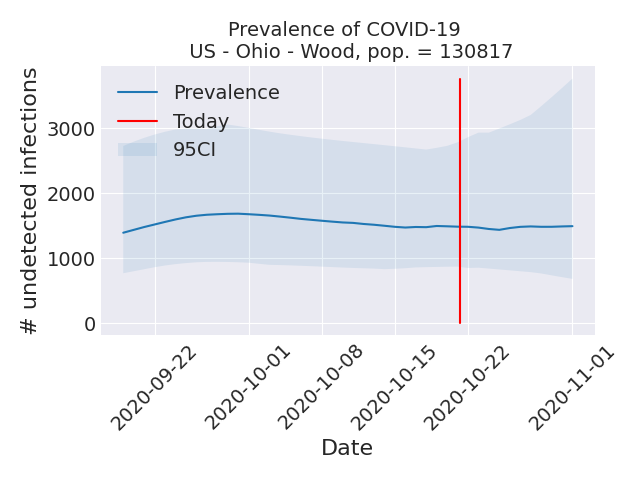 Prevalence of COVID-19
US - Ohio - Wood, pop. = 130817
# undetected infections
3000
2000
1000
0
Prevalence
Today
95CI
2020-09-22
2020-10-01
2020-10-08
2020-10-15
2020-10-22
2020-11-01
Date